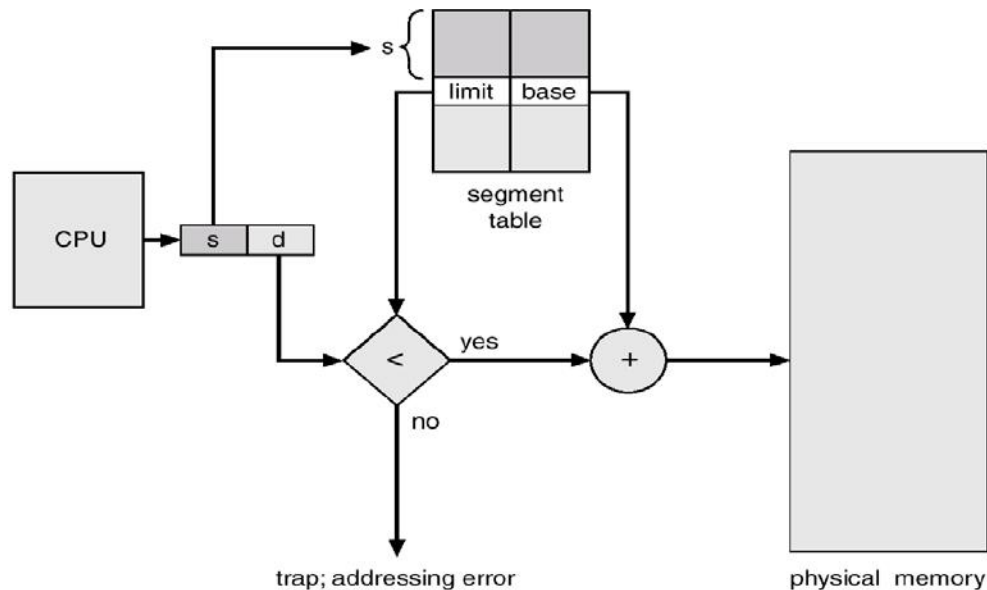 s
limit base
segment
table
CPU
s d
<
yes
+
no
trap; addressing error
physical memory